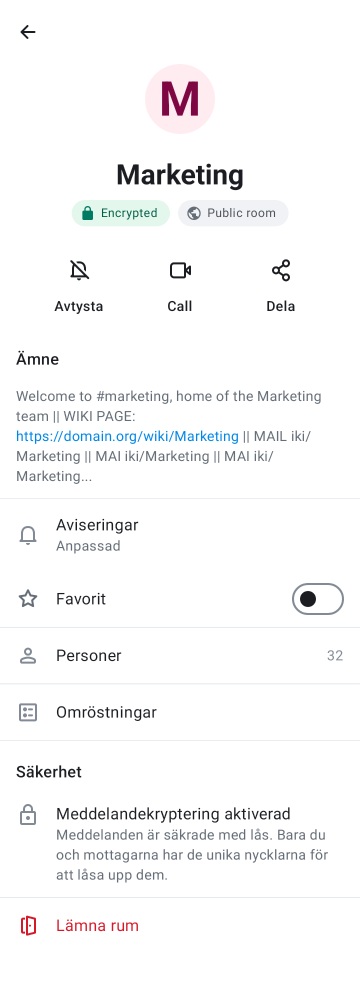 M
Marketing
Encrypted
Public room
Avtysta
Call
Dela
Ämne
Welcome to #marketing, home of the Marketing
team || WIKI PAGE:
https://domain.org/wiki/Marketing || MAIL iki/
Marketing || MAI iki/Marketing || MAI iki/
Marketing...
Aviseringar
Anpassad
Favorit
Personer
32
Omröstningar
Säkerhet
Meddelandekryptering aktiverad
Meddelanden är säkrade med lås. Bara du
och mottagarna har de unika nycklarna för
att låsa upp dem.
Lämna rum